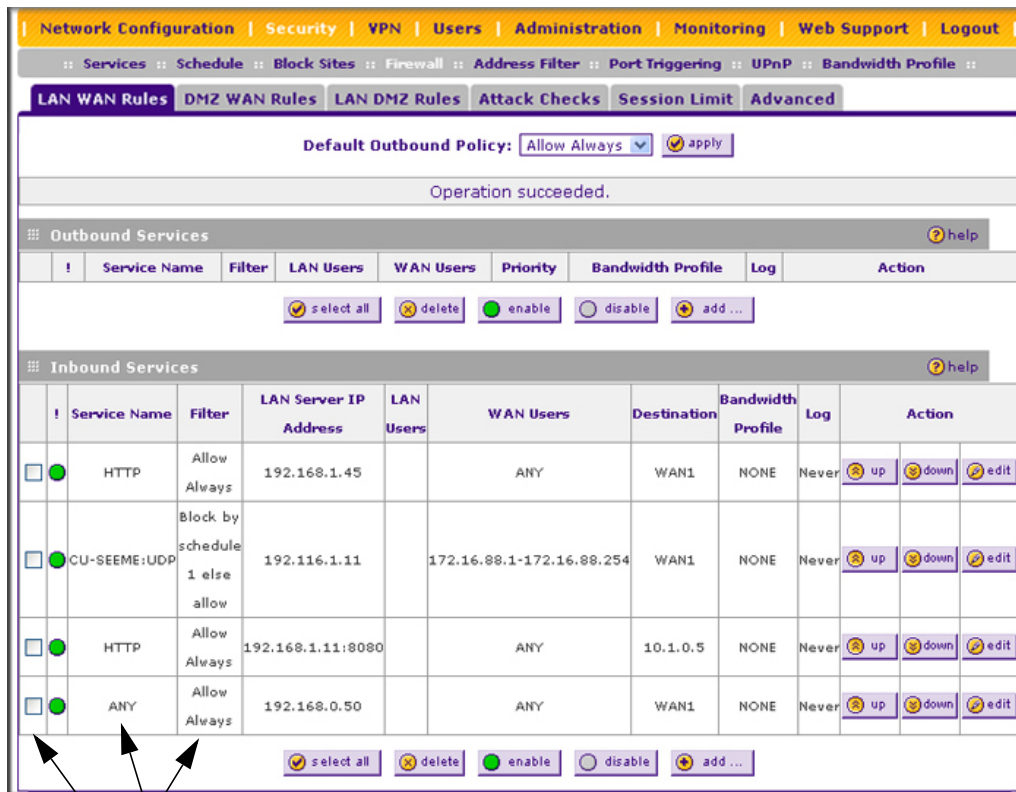 Network Configuration | Security | VPN | Users | Administration | Monitoring | Web Support | Logout
:: Services :: Schedule :: Block Sites :: Firewall :: Address Filter :: Port Triggering :: UPnP :: Bandwidth Profile ::
LAN WAN Rules DMZ WAN Rules LAN DMZ Rules Attack Checks Session Limit Advanced
Default Outbound Policy: Allow Always apply
Operation succeeded.
Outbound Services help
! Service Name Filter LAN Users WAN Users Priority Bandwidth Profile Log Action
select all delete enable disable add ...
Inbound Services help
! Service Name Filter LAN Server IP Address LAN Users WAN Users Destination Bandwidth Profile Log Action
HTTP Allow Always 192.168.1.45 ANY WAN1 NONE Never up down edit
CU-SEEME:UDP Block by schedule 1 else allow 192.116.1.11 172.16.88.1-172.16.88.254 WAN1 NONE Never up down edit
HTTP Allow Always 192.168.1.11:8080 ANY 10.1.0.5 NONE Never up down edit
ANY Allow Always 192.168.0.50 ANY WAN1 NONE Never up down edit
select all delete enable disable add ...